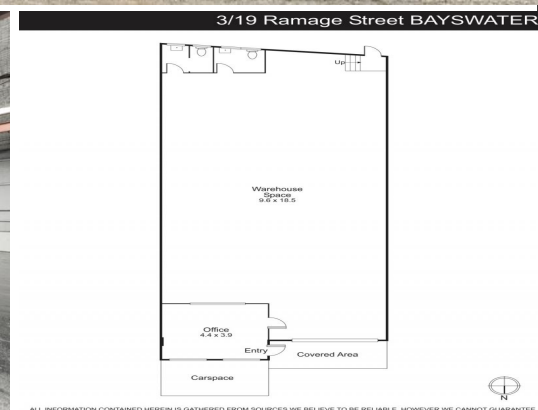 3/19 Ramage Street BAYSWATER
Up
Warehouse
Space
9.6 x 18.5
Office
4.4 x 3.9
Entry
Covered Area
Carspace
N
ALL INFORMATION CONTAINED HEREIN IS GATHERED FROM SOURCES WE BELIEVE TO BE RELIABLE. HOWEVER WE CANNOT GUARANTEE